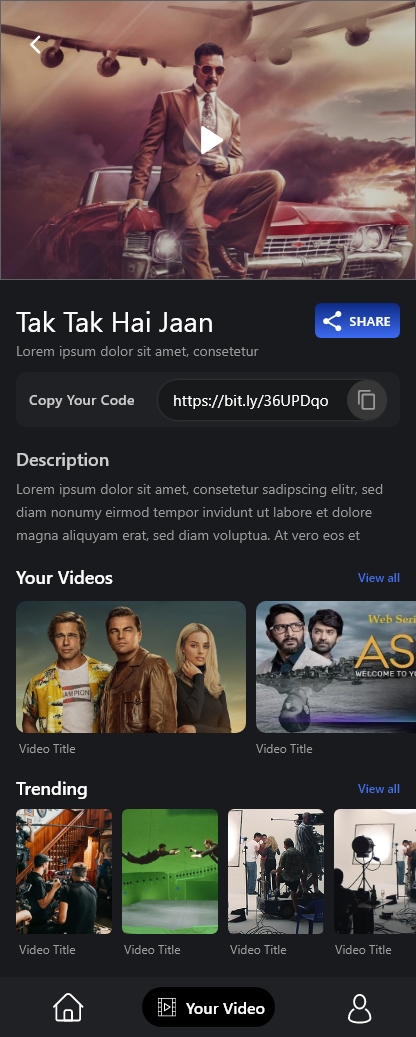 Tak Tak Hai Jaan
SHARE
Lorem ipsum dolor sit amet, consetetur
Copy Your Code
https://bit.ly/36UPDqo
Description
Lorem ipsum dolor sit amet, consetetur sadipscing elitr, sed
diam nonumy eirmod tempor invidunt ut labore et dolore
magna aliquyam erat, sed diam voluptua. At vero eos et
Your Videos
View all
CHAMPION
Web Seri
AS
WELCOME TO YO
Video Title
Video Title
Trending
View all
Video Title
Video Title
Video Title
Video Title
Your Video